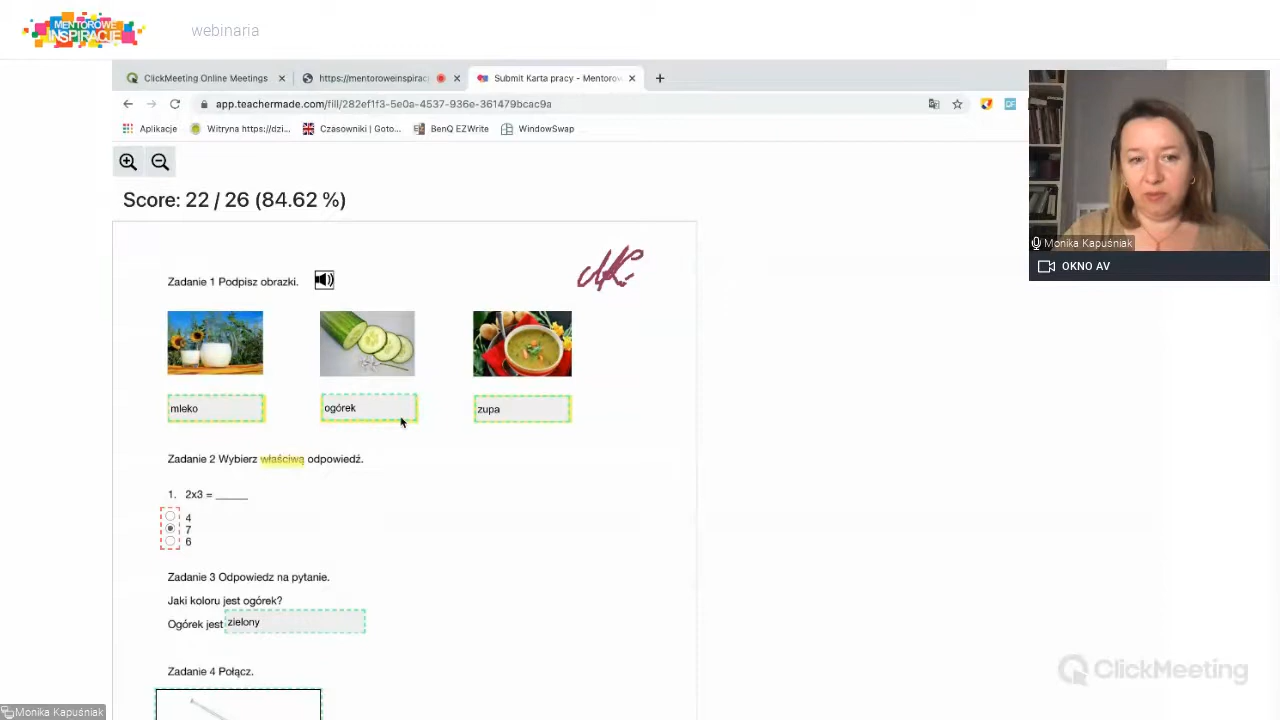 MENTOROWE
INSPIRACJE
webinaria
ClickMeeting Online Meetings
https://mentoroweinspirac
Submit Karta pracy - Mentorow
app.teachermade.com/fill/282ef1f3-5e0a-4537-936e-361479bcac9a
Aplikacje
Witryna https://dzi...
Czasowniki | Goto...
BenQ EZWrite
WindowSwap
Score: 22 / 26 (84.62 %)
Zadanie 1 Podpisz obrazki.
mleko
ogórek
zupa
Zadanie 2 Wybierz właściwą odpowiedź.
1. 2x3 = ______
4
7
6
Zadanie 3 Odpowiedz na pytanie.
Jaki koloru jest ogórek?
Ogórek jest zielony
Zadanie 4 Połącz.
Monika Kapuśniak
OKNO AV
ClickMeeting
Monika Kapuśniak